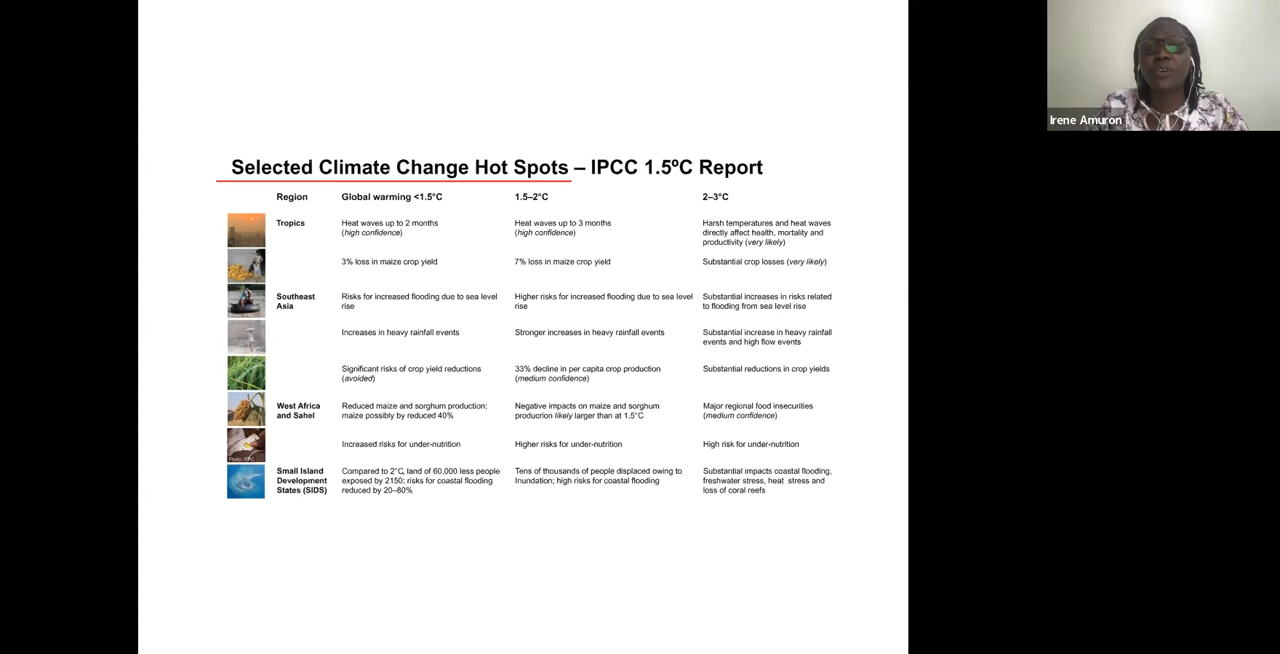 Irene Amuron
Selected Climate Change Hot Spots – IPCC 1.5ºC Report
Region Global warming <1.5°C 1.5–2°C 2–3°C
Tropics
Heat waves up to 2 months
(high confidence)
Heat waves up to 3 months
(high confidence)
Harsh temperatures and heat waves
directly affect health, mortality and
productivity (very likely)
3% loss in maize crop yield
7% loss in maize crop yield
Substantial crop losses (very likely)
Southeast
Asia
Risks for increased flooding due to sea level
rise
Higher risks for increased flooding due to sea level
rise
Substantial increases in risks related
to flooding from sea level rise
Increases in heavy rainfall events
Stronger increases in heavy rainfall events
Substantial increase in heavy rainfall
events and high flow events
Significant risks of crop yield reductions
(avoided)
33% decline in per capita crop production
(medium confidence)
Substantial reductions in crop yields
West Africa
and Sahel
Reduced maize and sorghum production;
maize possibly by reduced 40%
Negative impacts on maize and sorghum
producrion likely larger than at 1.5°C
Major regional food insecurities
(medium confidence)
Increased risks for under-nutrition
Higher risks for under-nutrition
High risk for under-nutrition
Small Island
Development
States (SIDS)
Compared to 2°C, land of 60,000 less people
exposed by 2150; risks for coastal flooding
reduced by 20–80%
Tens of thousands of people displaced owing to
Inundation; high risks for coastal flooding
Substantial impacts coastal flooding,
freshwater stress, heat stress and
loss of coral reefs